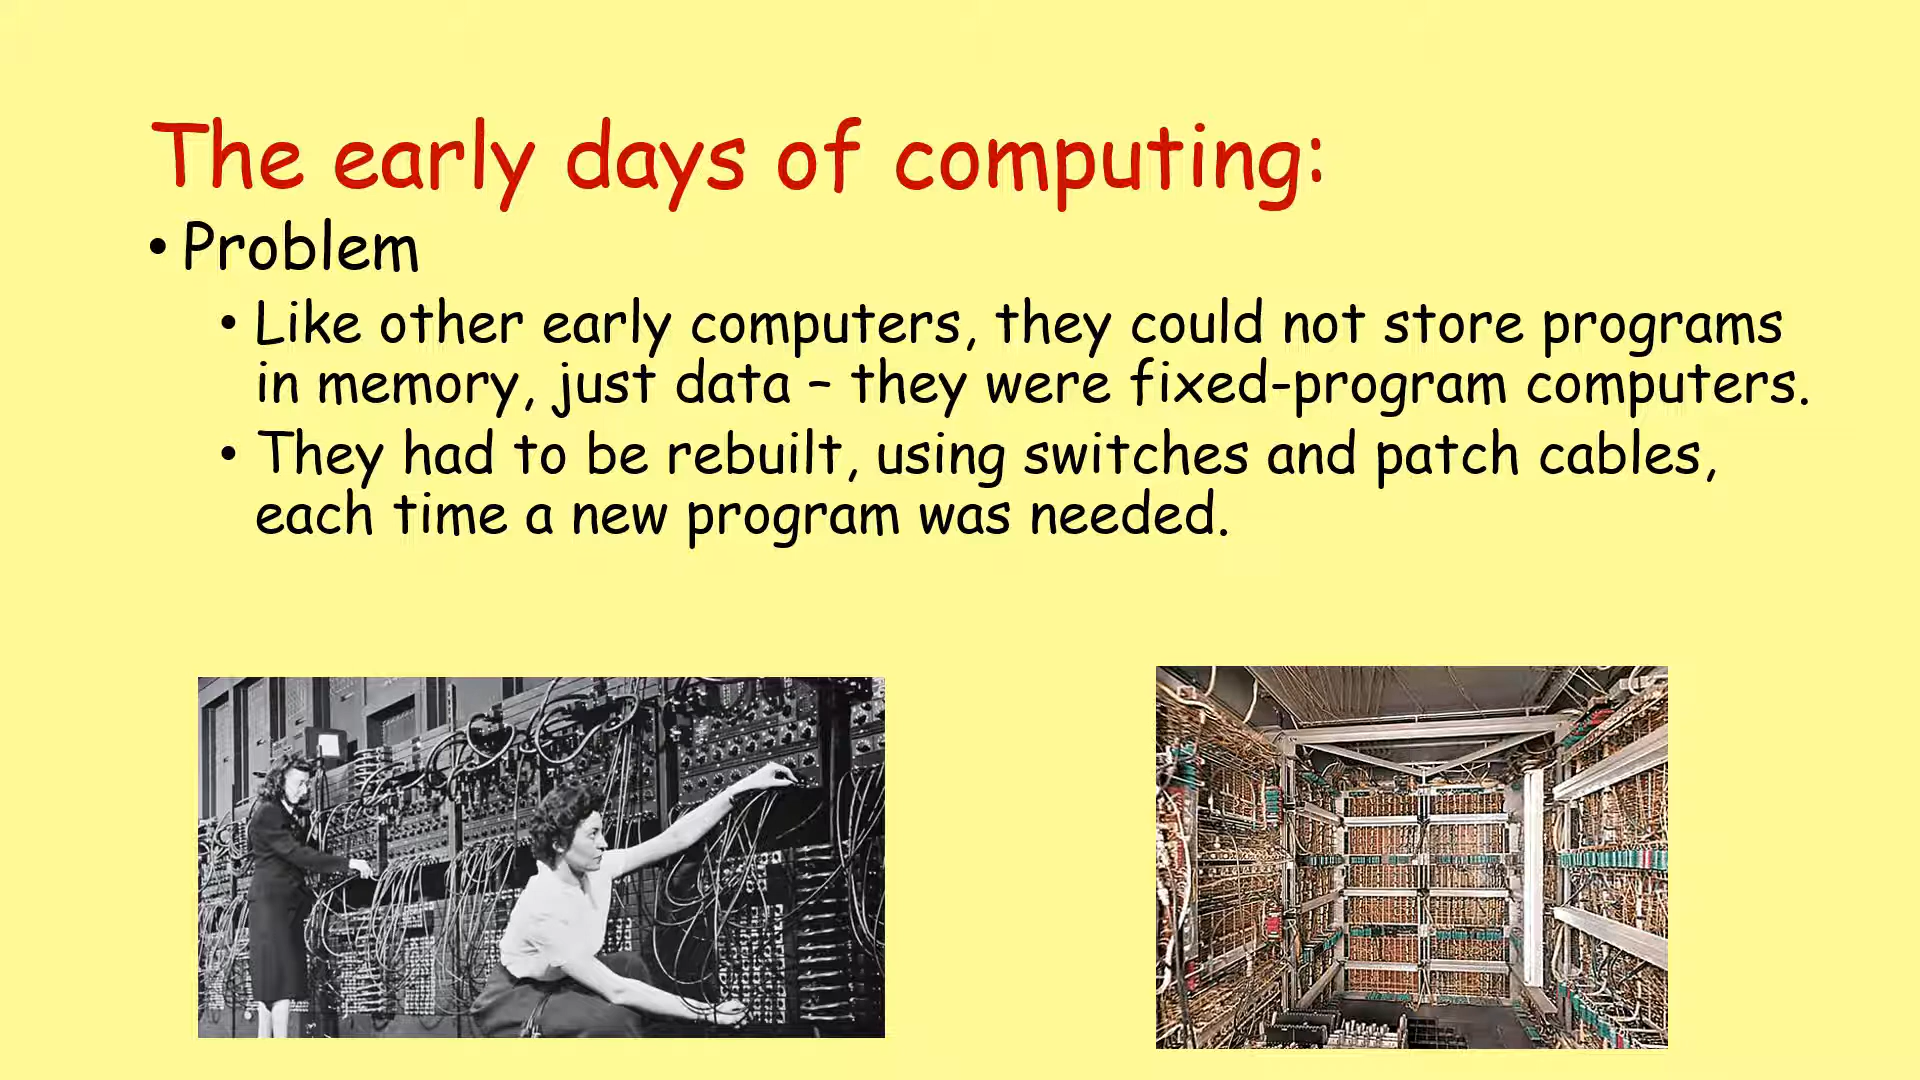 The early days of computing:
• Problem
• Like other early computers, they could not store programs
in memory, just data – they were fixed-program computers.
• They had to be rebuilt, using switches and patch cables,
each time a new program was needed.